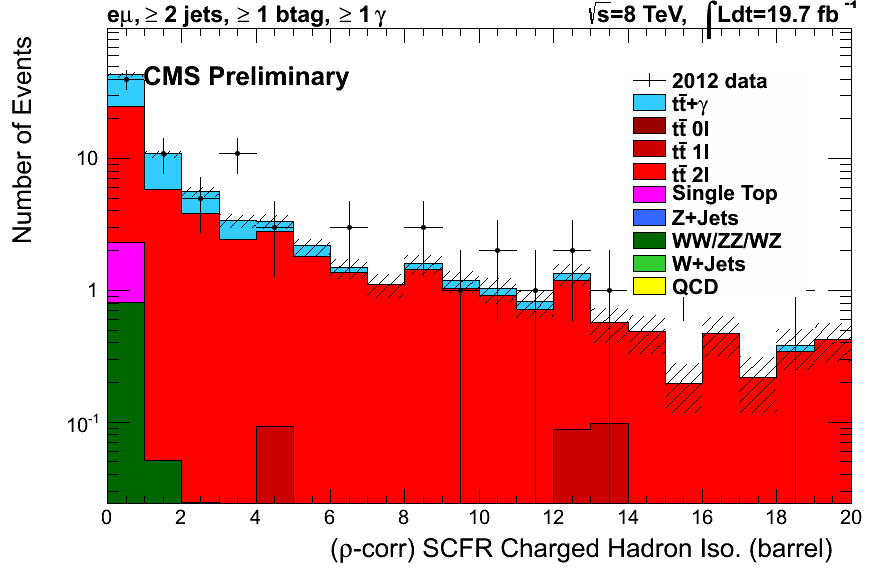 eμ, ≥ 2 jets, ≥ 1 btag, ≥ 1 γ
√s=8 TeV, ∫Ldt=19.7 fb⁻¹
CMS Preliminary
Number of Events
10
1
10⁻¹
2012 data
tt̄+γ
tt̄ 0l
tt̄ 1l
tt̄ 2l
Single Top
Z+Jets
WW/ZZ/WZ
W+Jets
QCD
0 2 4 6 8 10 12 14 16 18 20
(ρ-corr) SCFR Charged Hadron Iso. (barrel)